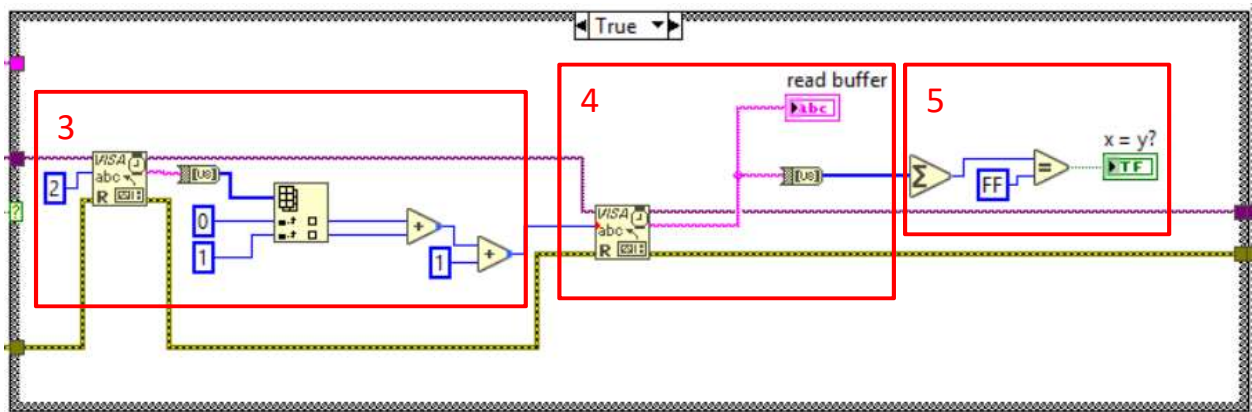 True
3
VISA
abc
R
2
[U8]
0
1
+
1
+
4
read buffer
abc
VISA
abc
R
[U8]
5
Σ
FF
=
x = y?
TF
?